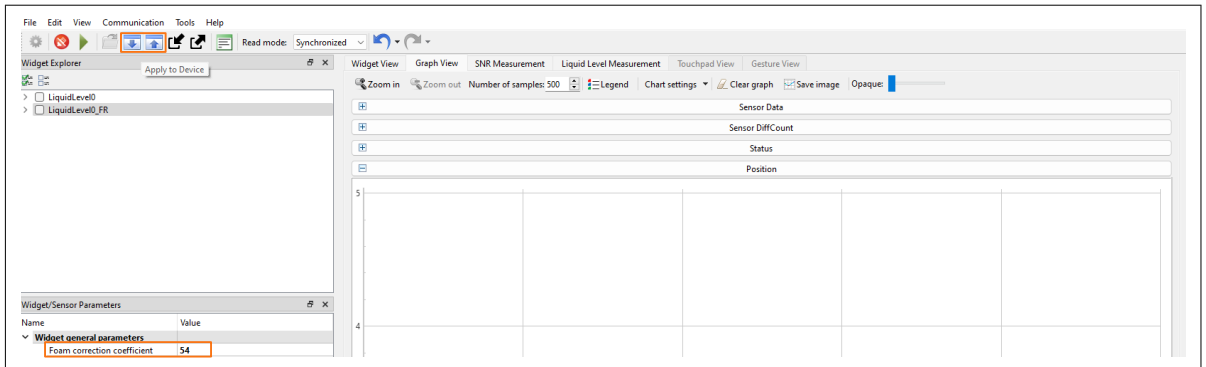 File Edit View Communication Tools Help
Read mode: Synchronized
Widget Explorer
Apply to Device
LiquidLevel0
LiquidLevel0_FR
Widget/Sensor Parameters
Name Value
Widget general parameters
Foam correction coefficient 54
Widget View Graph View SNR Measurement Liquid Level Measurement Touchpad View Gesture View
Zoom in Zoom out Number of samples: 500 Legend Chart settings Clear graph Save image Opaque:
Sensor Data
Sensor DiffCount
Status
Position
5
4